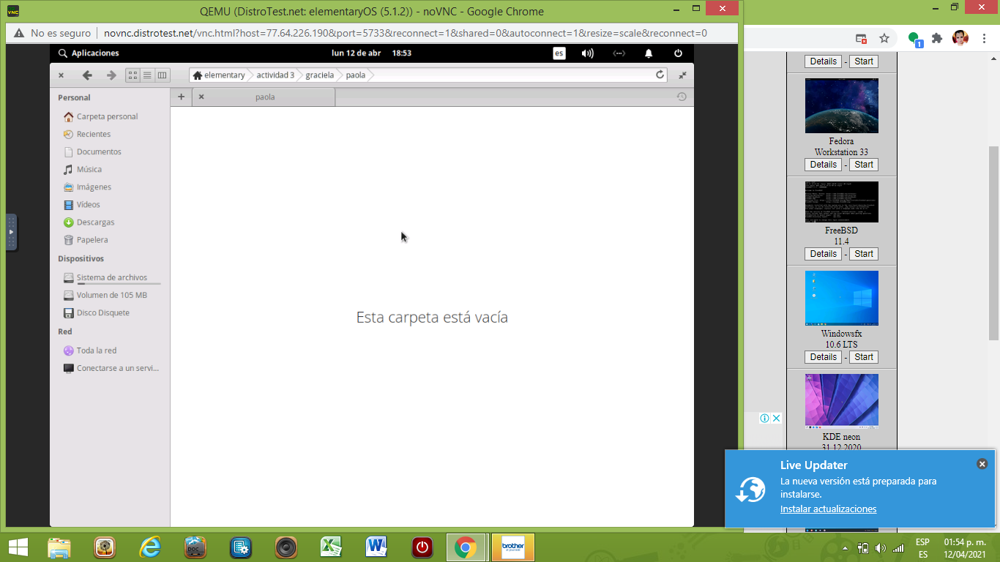 QEMU (DistroTest.net: elementaryOS (5.1.2)) - noVNC - Google Chrome
No es seguro
novnc.distrotest.net/vnc.html?host=77.64.226.190&port=5733&reconnect=1&shared=0&autoconnect=1&resize=scale&reconnect=0
Aplicaciones
lun 12 de abr 18:53
es
elementary
actividad 3
graciela
paola
paola
Personal
Carpeta personal
Recientes
Documentos
Música
Imágenes
Vídeos
Descargas
Papelera
Dispositivos
Sistema de archivos
Volumen de 105 MB
Disco Disquete
Red
Toda la red
Conectarse a un servi...
Esta carpeta está vacía
1
Details - Start
Fedora
Workstation 33
Details - Start
FreeBSD
11.4
Details - Start
Windowsfx
10.6 LTS
Details - Start
KDE neon
31.12.2020
Live Updater
La nueva versión está preparada para
instalarse.
Instalar actualizaciones
DOC
brother
ESP
ES
01:54 p. m.
12/04/2021